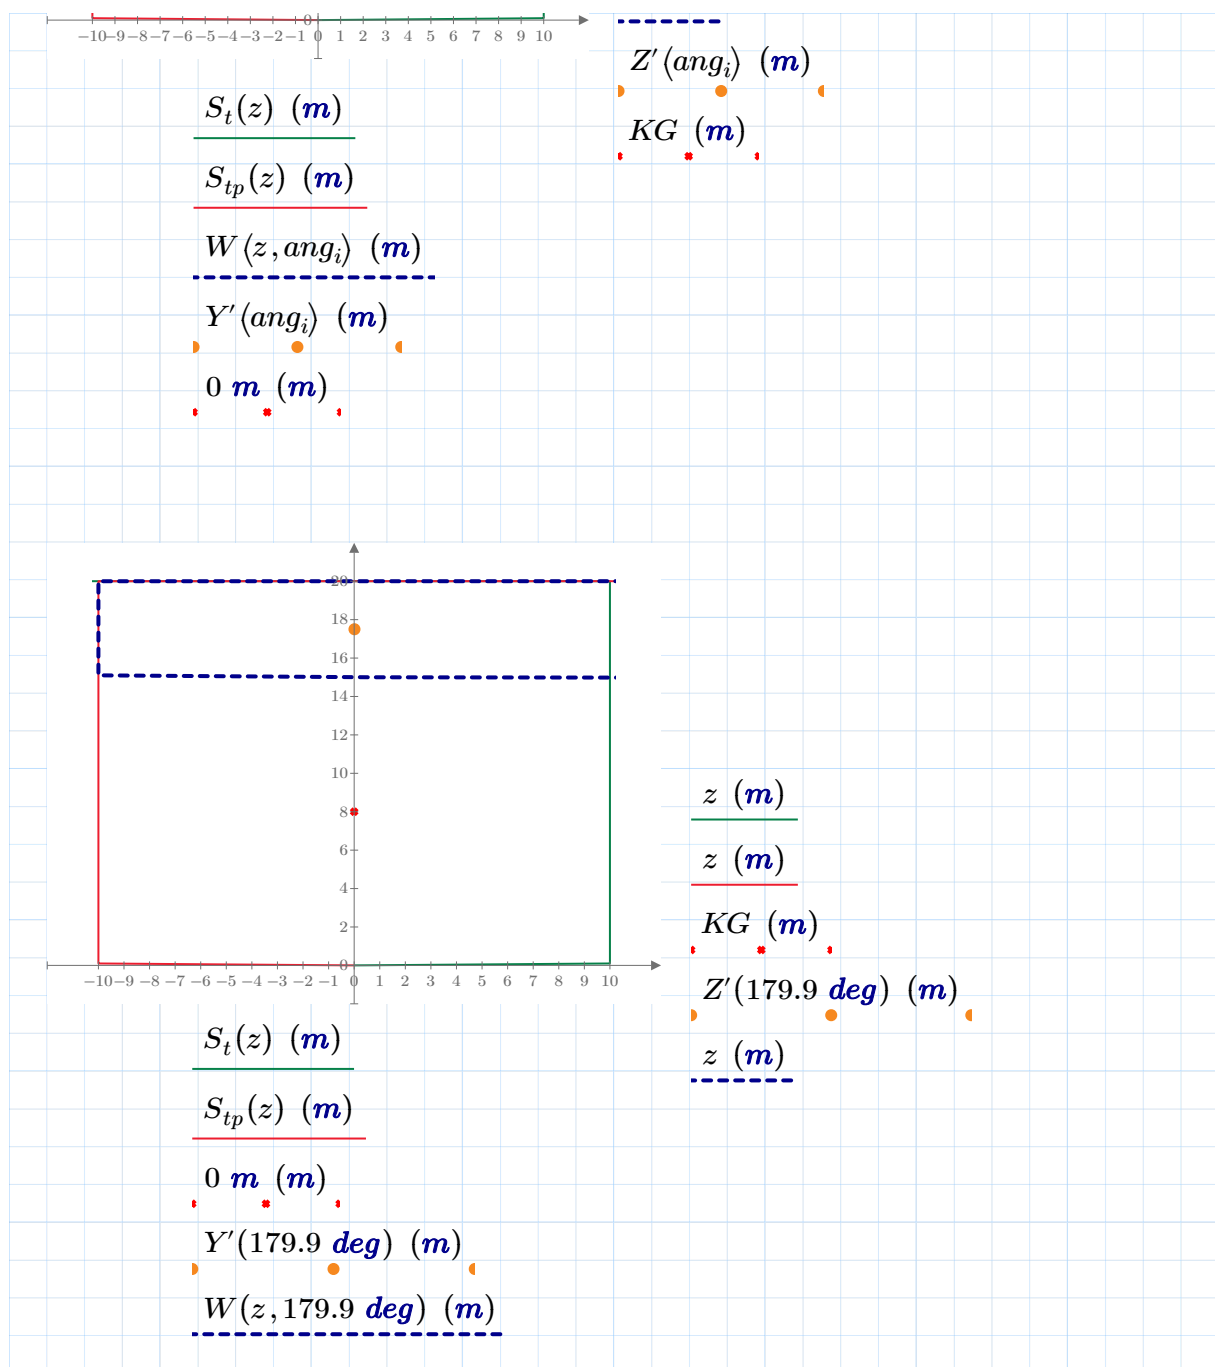 −10−9−8−7−6−5−4−3−2−1 0 1 2 3 4 5 6 7 8 9 10
0
Z′⟨ang_i⟩ (m)
KG (m)
S_t(z) (m)
S_tp(z) (m)
W⟨z,ang_i⟩ (m)
Y′⟨ang_i⟩ (m)
0 m (m)
20
18
16
14
12
10
8
6
4
2
0
−10−9−8−7−6−5−4−3−2−1 0 1 2 3 4 5 6 7 8 9 10
z (m)
z (m)
KG (m)
Z′(179.9 deg) (m)
z (m)
S_t(z) (m)
S_tp(z) (m)
0 m (m)
Y′(179.9 deg) (m)
W(z,179.9 deg) (m)